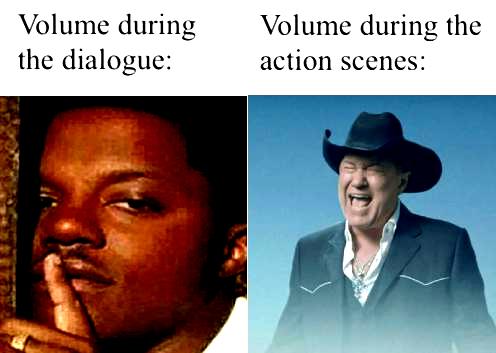 Volume during
the dialogue:
Volume during the
action scenes: